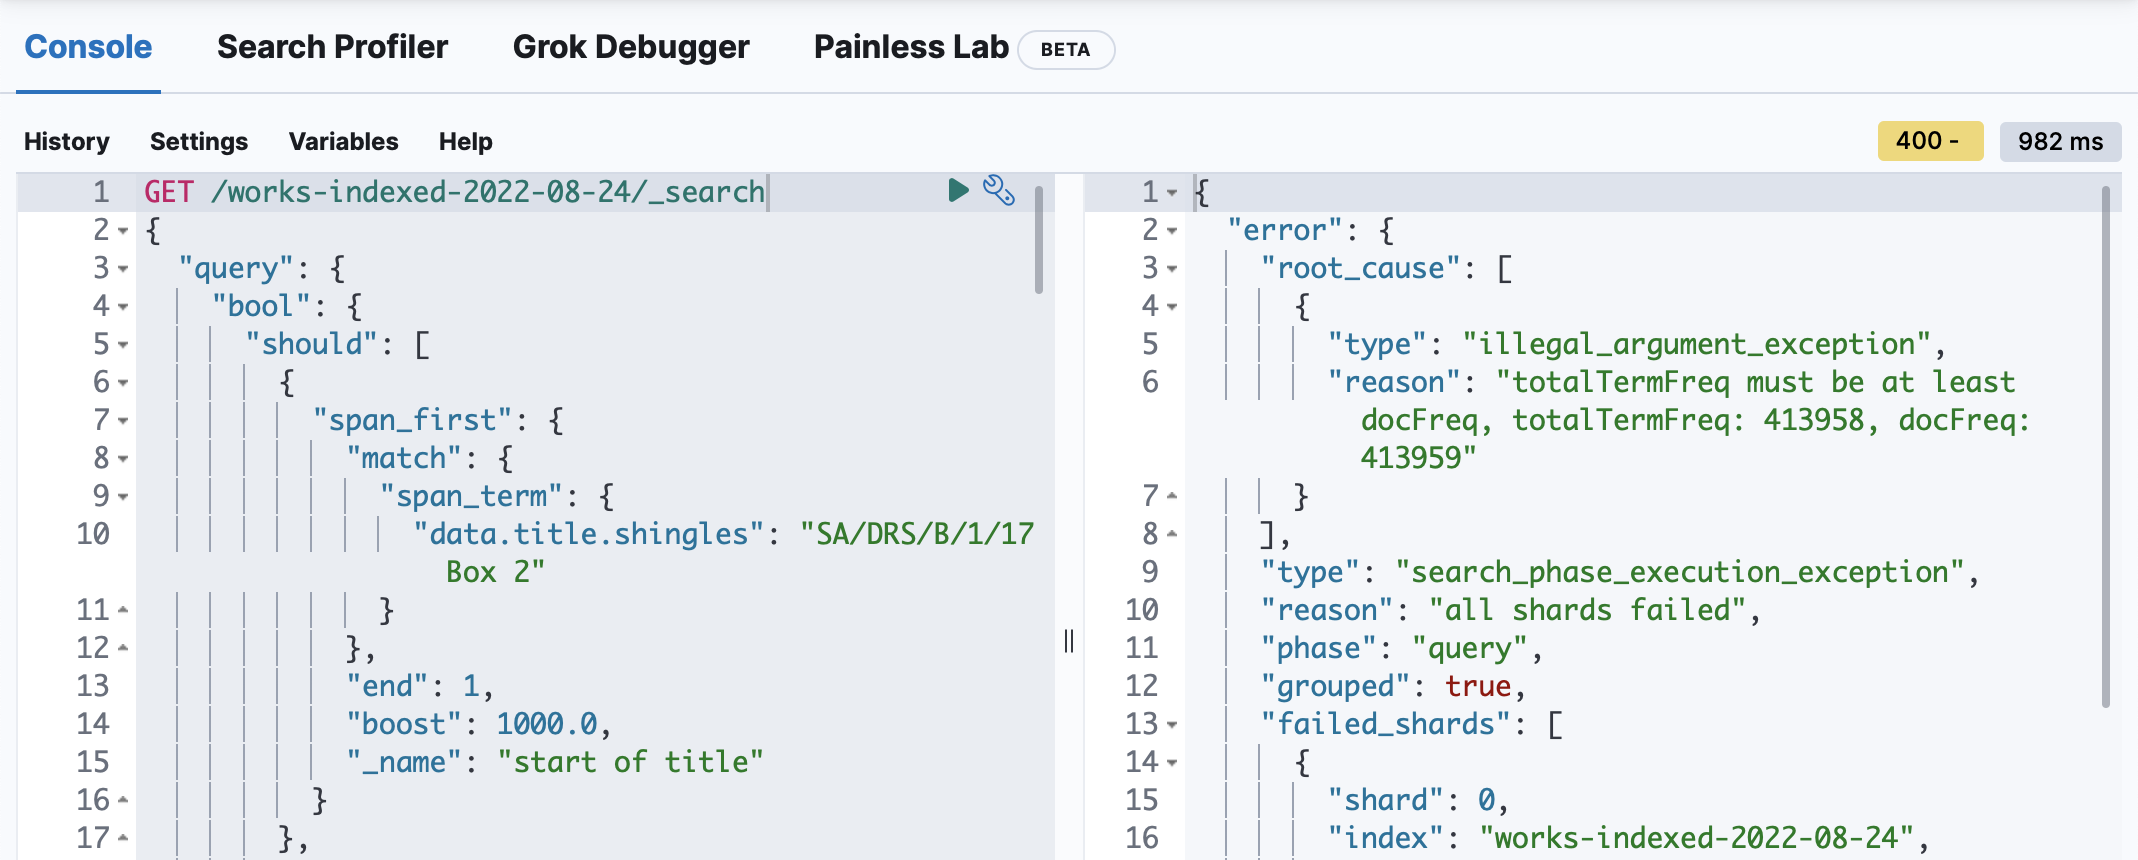 Console Search Profiler Grok Debugger Painless Lab BETA
History Settings Variables Help 400 - 982 ms
1 GET /works-indexed-2022-08-24/_search
2 {
3 "query": {
4 "bool": {
5 "should": [
6 {
7 "span_first": {
8 "match": {
9 "span_term": {
10 "data.title.shingles": "SA/DRS/B/1/17
Box 2"
11 }
12 },
13 "end": 1,
14 "boost": 1000.0,
15 "_name": "start of title"
16 }
17 },
1 {
2 "error": {
3 "root_cause": [
4 {
5 "type": "illegal_argument_exception",
6 "reason": "totalTermFreq must be at least
docFreq, totalTermFreq: 413958, docFreq:
413959"
7 }
8 ],
9 "type": "search_phase_execution_exception",
10 "reason": "all shards failed",
11 "phase": "query",
12 "grouped": true,
13 "failed_shards": [
14 {
15 "shard": 0,
16 "index": "works-indexed-2022-08-24",